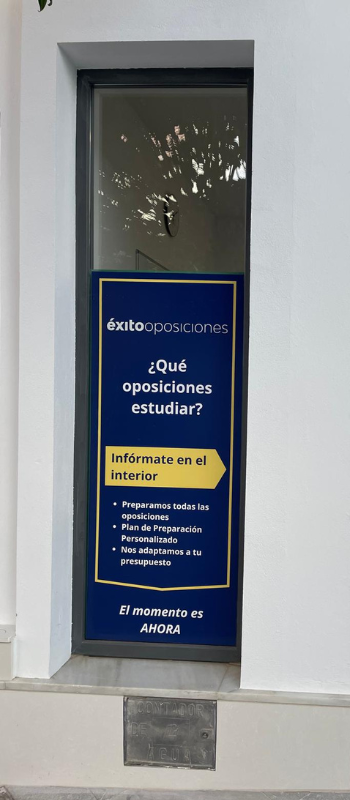 éxitooposiciones
¿Qué
oposiciones
estudiar?
Infórmate en el
interior
• Preparamos todas las
oposiciones
• Plan de Preparación
Personalizado
• Nos adaptamos a tu
presupuesto
El momento es
AHORA
CONTADOR